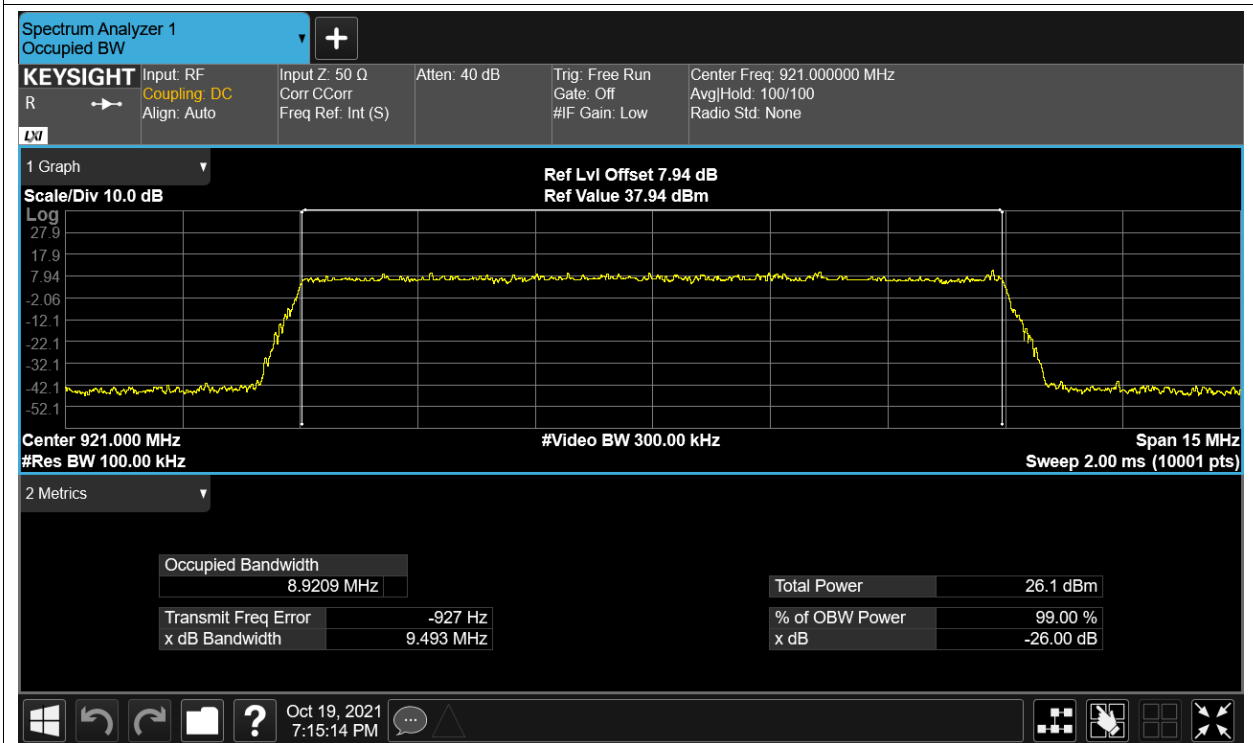 Spectrum Analyzer 1
Occupied BW
KEYSIGHT Input: RF Input Z: 50 Ω Atten: 40 dB Trig: Free Run Center Freq: 921.000000 MHz
R Coupling: DC Corr CCorr Gate: Off Avg|Hold: 100/100
Align: Auto Freq Ref: Int (S) #IF Gain: Low Radio Std: None
LXI
1 Graph
Ref Lvl Offset 7.94 dB
Scale/Div 10.0 dB Ref Value 37.94 dBm
Log
27.9
17.9
7.94
-2.06
-12.1
-22.1
-32.1
-42.1
-52.1
Center 921.000 MHz #Video BW 300.00 kHz Span 15 MHz
#Res BW 100.00 kHz Sweep 2.00 ms (10001 pts)
2 Metrics
Occupied Bandwidth
8.9209 MHz Total Power 26.1 dBm
Transmit Freq Error -927 Hz % of OBW Power 99.00 %
x dB Bandwidth 9.493 MHz x dB -26.00 dB
? Oct 19, 2021
7:15:14 PM